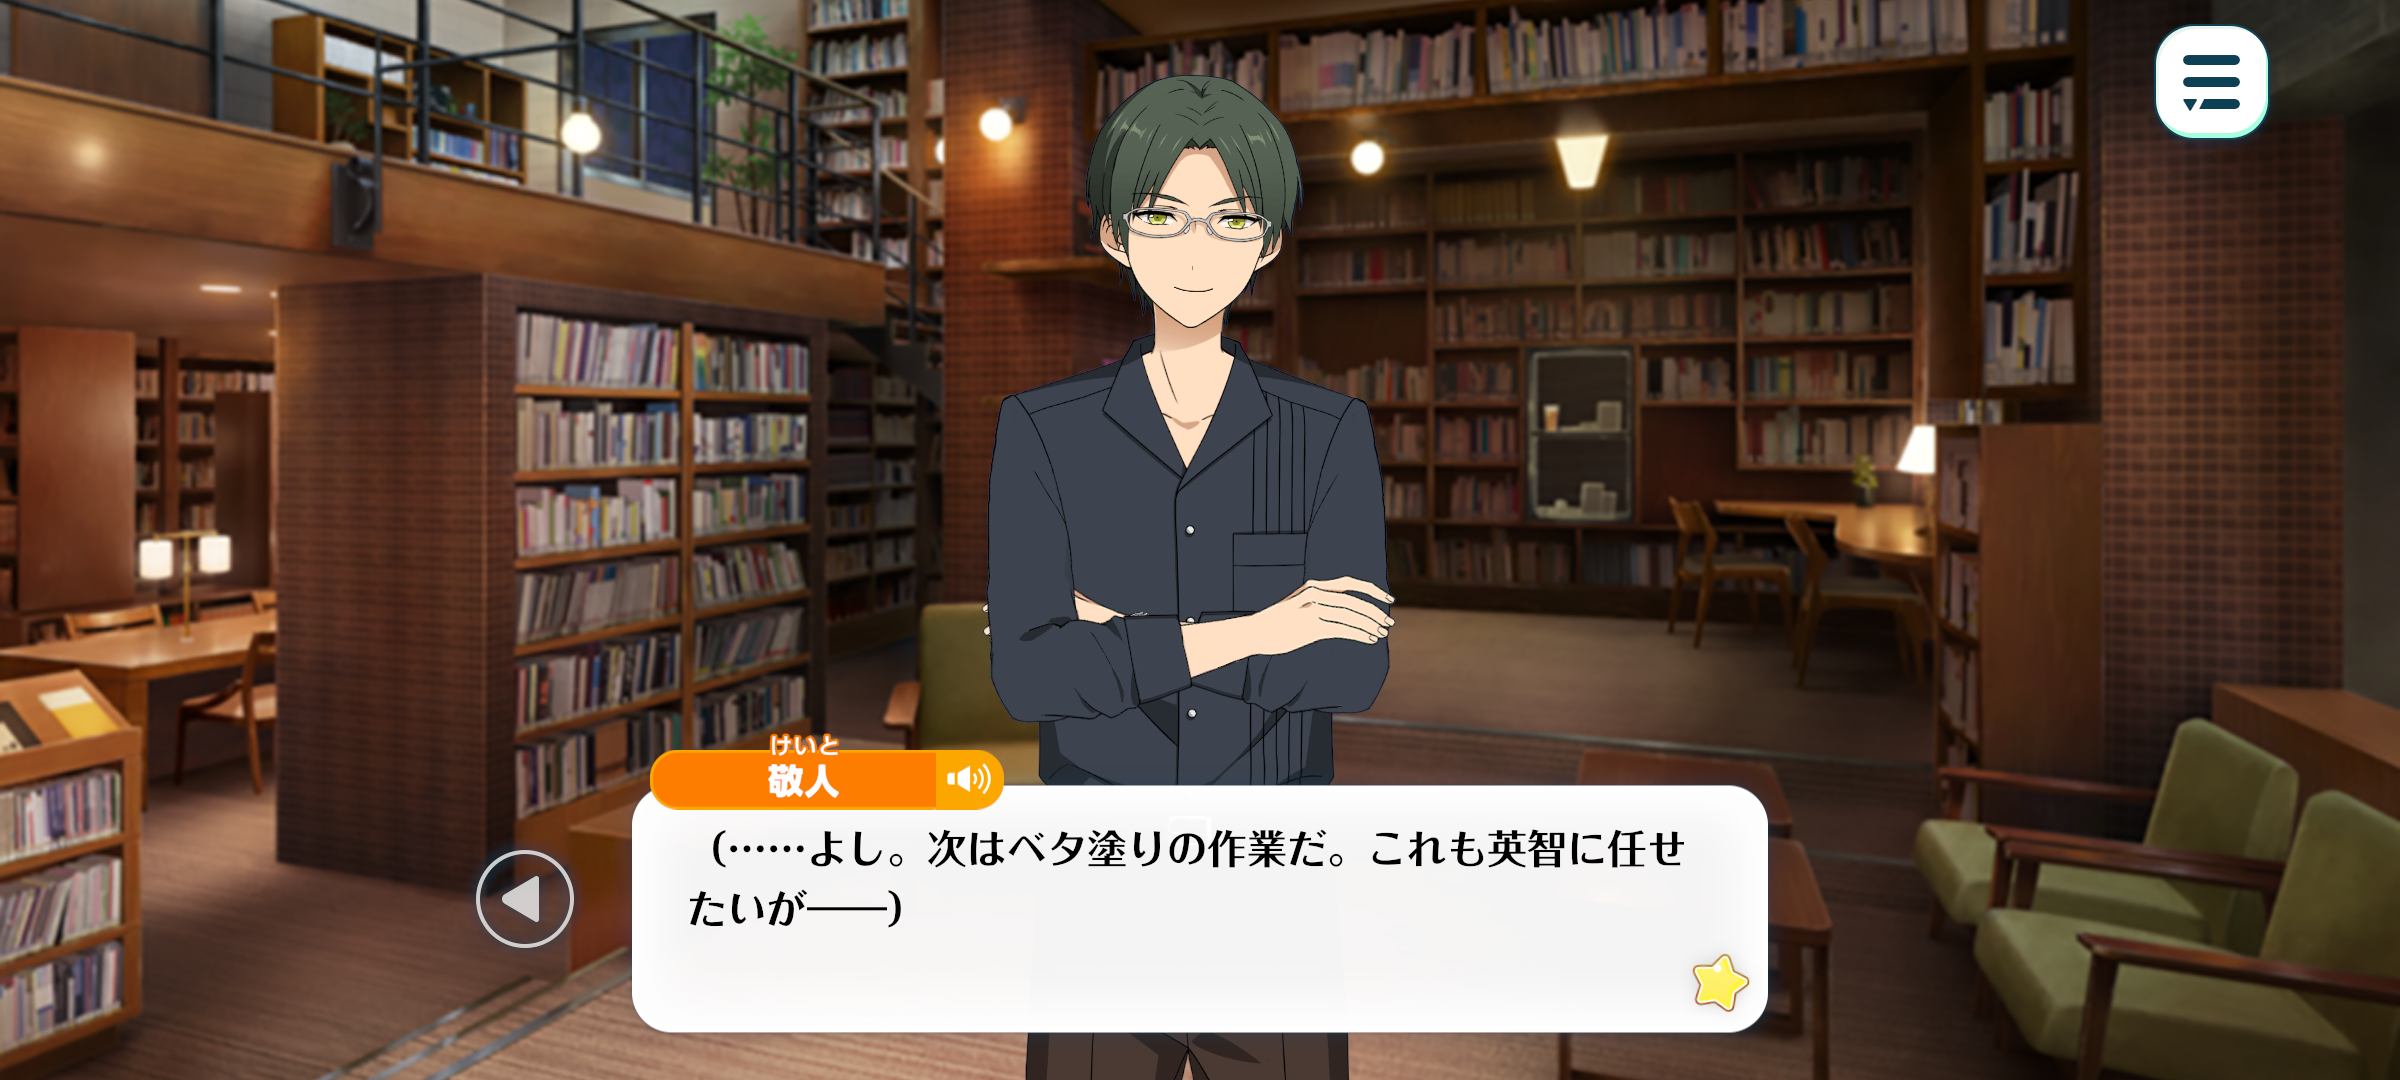 けいと
敬人
(……よし。次はベタ塗りの作業だ。これも英智に任せ
たいが――)